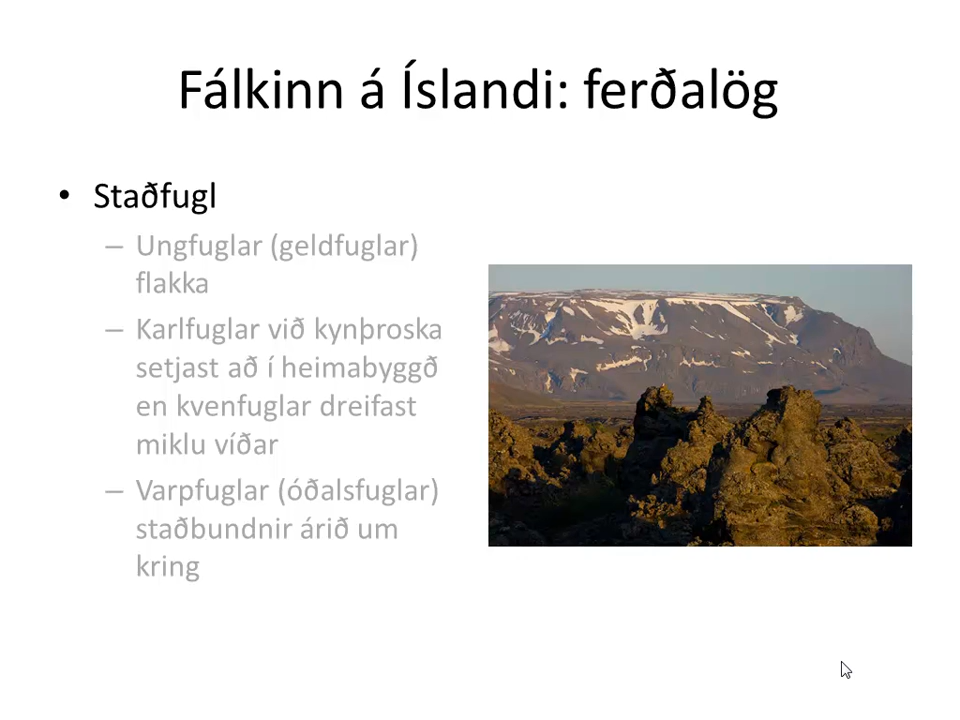 Fálkinn á Íslandi: ferðalög
• Staðfugl
– Ungfuglar (geldfuglar)
flakka
– Karlfuglar við kynþroska
setjast að í heimabyggð
en kvenfuglar dreifast
miklu víðar
– Varpfuglar (óðalsfuglar)
staðbundnir árið um
kring